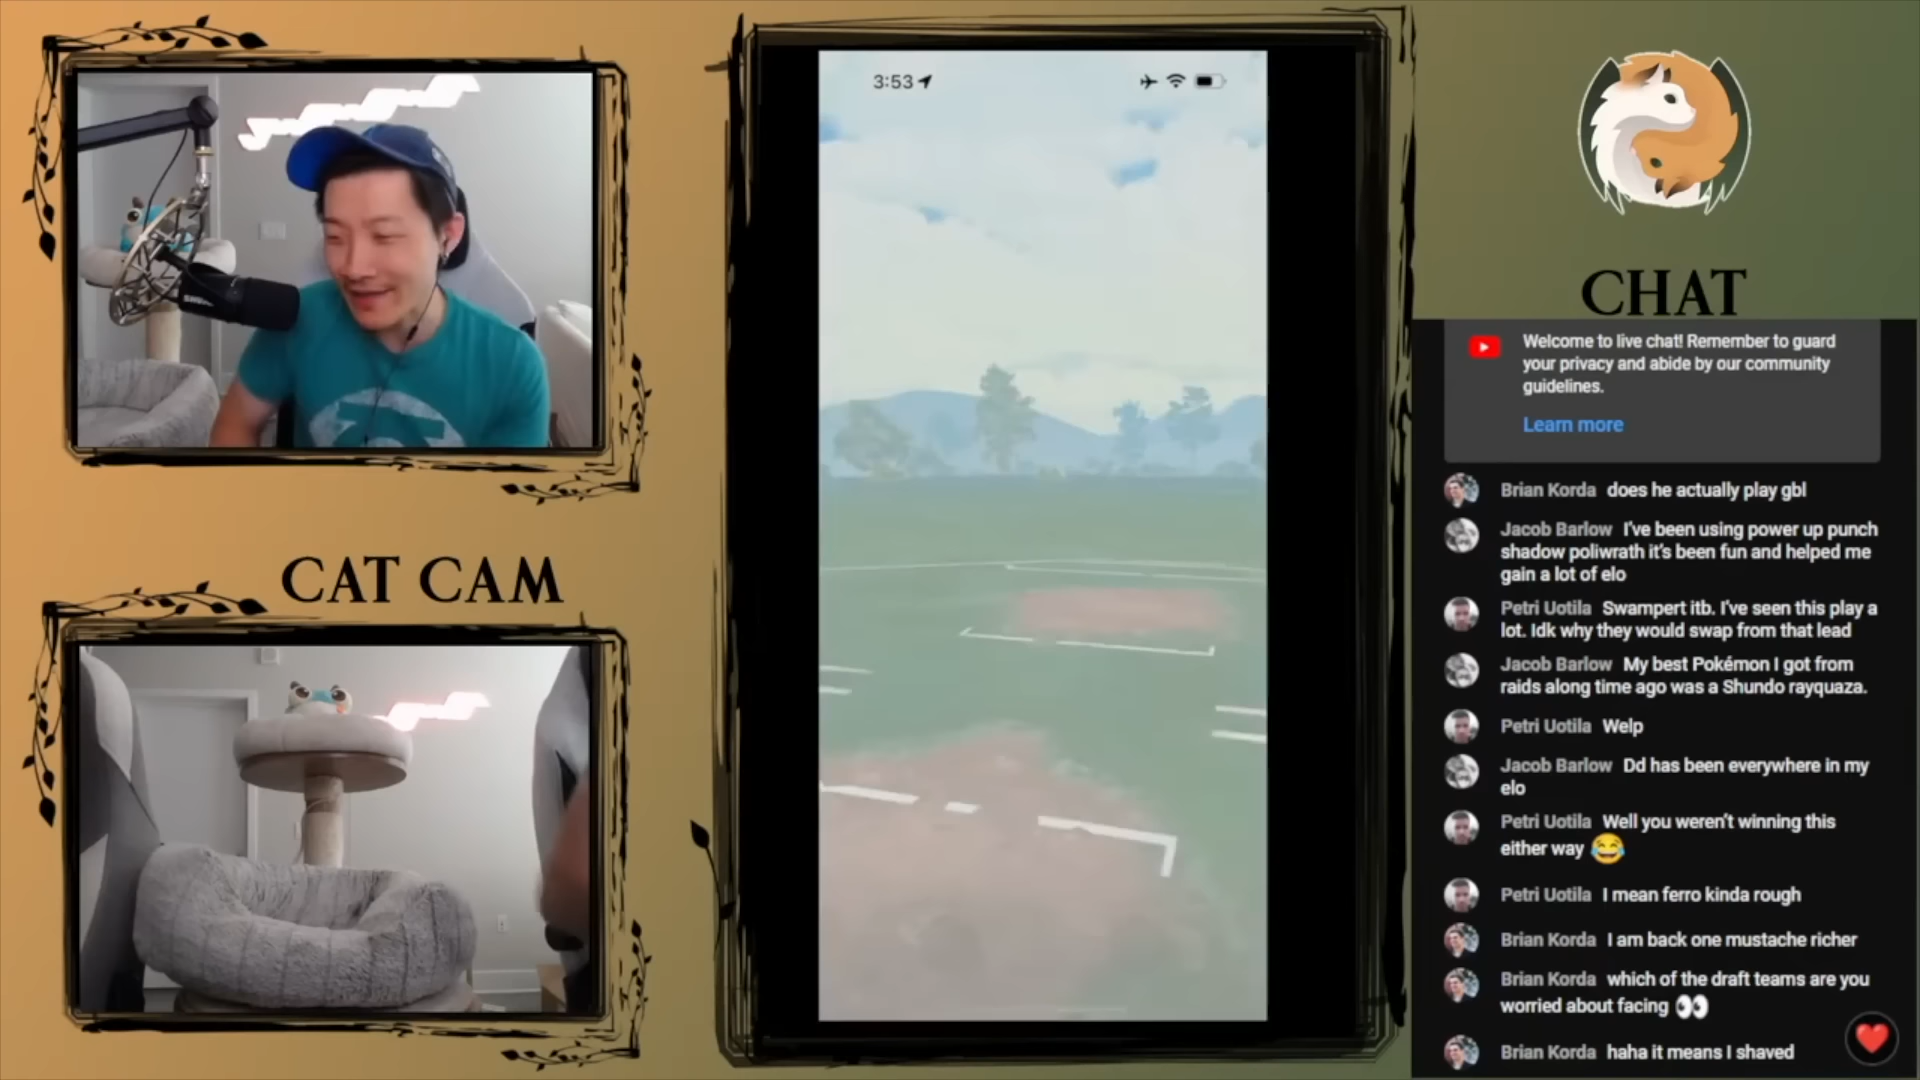 3:53
SHURE
CAT CAM
CHAT
Welcome to live chat! Remember to guard
your privacy and abide by our community
guidelines.
Learn more
Brian Korda does he actually play gbl
Jacob Barlow I've been using power up punch
shadow poliwrath it's been fun and helped me
gain a lot of elo
Petri Uotila Swampert itb. I've seen this play a
lot. Idk why they would swap from that lead
Jacob Barlow My best Pokémon I got from
raids along time ago was a Shundo rayquaza.
Petri Uotila Welp
Jacob Barlow Dd has been everywhere in my
elo
Petri Uotila Well you weren't winning this
either way 😂
Petri Uotila I mean ferro kinda rough
Brian Korda I am back one mustache richer
Brian Korda which of the draft teams are you
worried about facing 👀
Brian Korda haha it means I shaved